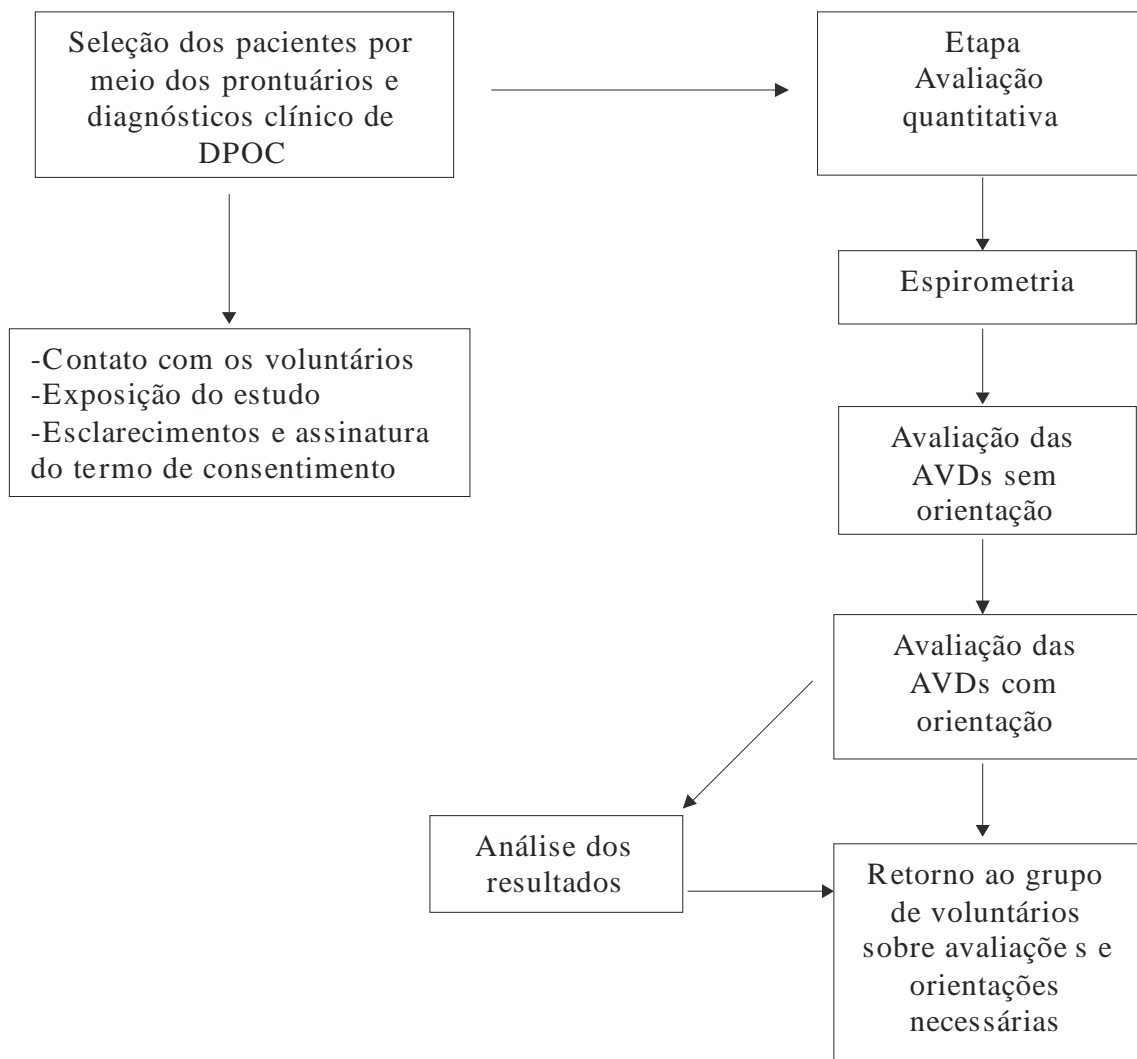 Seleção dos pacientes por
meio dos prontuários e
diagnósticos clínico de
DPOC
Etapa
Avaliação
quantitativa
Espirometria
-Contato com os voluntários
-Exposição do estudo
-Esclarecimentos e assinatura
do termo de consentimento
Avaliação das
AVDs sem
orientação
Avaliação das
AVDs com
orientação
Análise dos
resultados
Retorno ao grupo
de voluntários
sobre avaliações e
orientações
necessárias